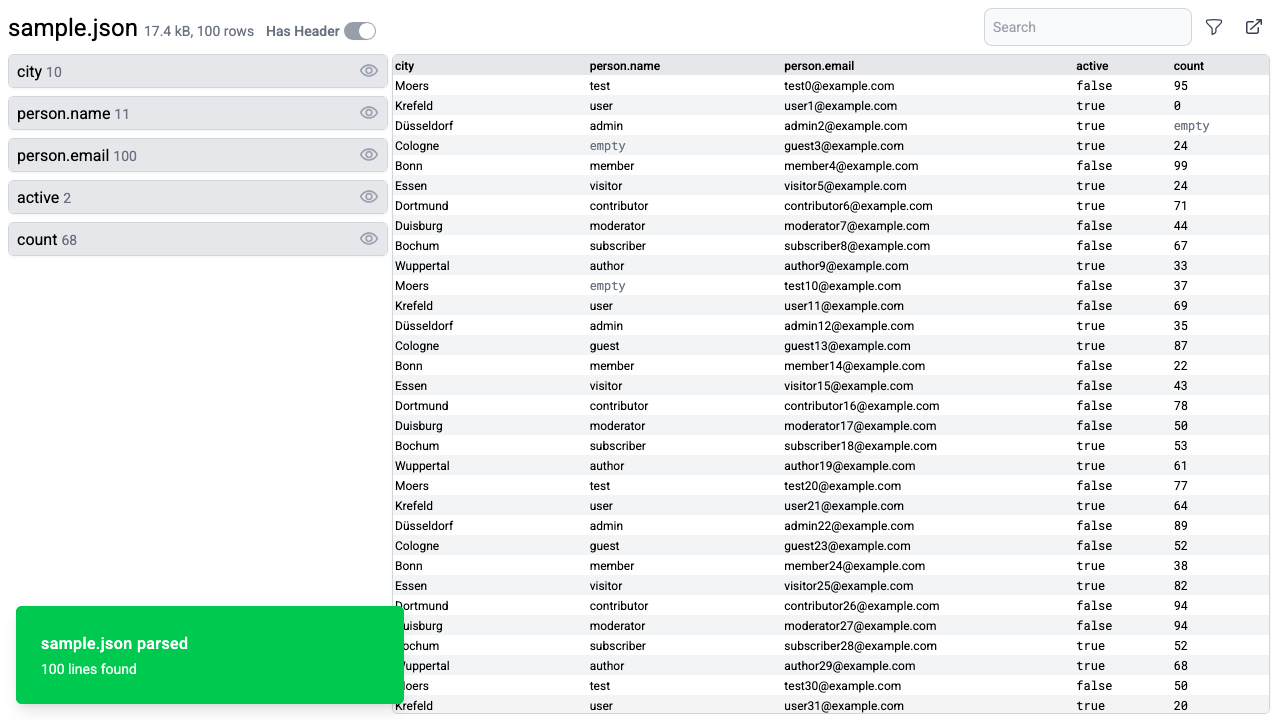 sample.json 17.4 kB, 100 rows Has Header Search
city 10
person.name 11
person.email 100
active 2
count 68
city person.name person.email active count
Moers test test0@example.com false 95
Krefeld user user1@example.com true 0
Düsseldorf admin admin2@example.com true empty
Cologne empty guest3@example.com true 24
Bonn member member4@example.com false 99
Essen visitor visitor5@example.com true 24
Dortmund contributor contributor6@example.com true 71
Duisburg moderator moderator7@example.com false 44
Bochum subscriber subscriber8@example.com false 67
Wuppertal author author9@example.com true 33
Moers empty test10@example.com false 37
Krefeld user user11@example.com false 69
Düsseldorf admin admin12@example.com true 35
Cologne guest guest13@example.com true 87
Bonn member member14@example.com false 22
Essen visitor visitor15@example.com false 43
Dortmund contributor contributor16@example.com false 78
Duisburg moderator moderator17@example.com false 50
Bochum subscriber subscriber18@example.com true 53
Wuppertal author author19@example.com true 61
Moers test test20@example.com false 77
Krefeld user user21@example.com true 64
Düsseldorf admin admin22@example.com false 89
Cologne guest guest23@example.com false 52
Bonn member member24@example.com true 38
Essen visitor visitor25@example.com true 82
Dortmund contributor contributor26@example.com false 94
uisburg moderator moderator27@example.com false 94
ochum subscriber subscriber28@example.com true 52
uppertal author author29@example.com true 68
oers test test30@example.com false 50
Krefeld user user31@example.com true 20
sample.json parsed
100 lines found